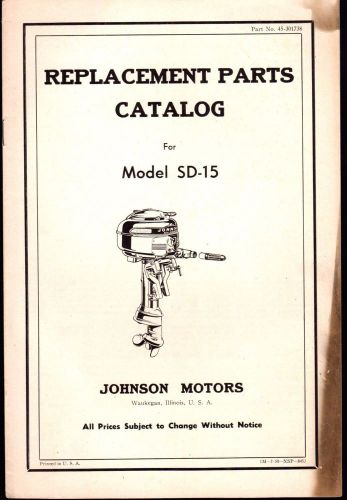 Part No. 45-301738
REPLACEMENT PARTS
CATALOG
For
Model SD-15
JOHNSON
JOHNSON MOTORS
Waukegan, Illinois, U. S. A.
All Prices Subject to Change Without Notice
Printed in U. S. A.